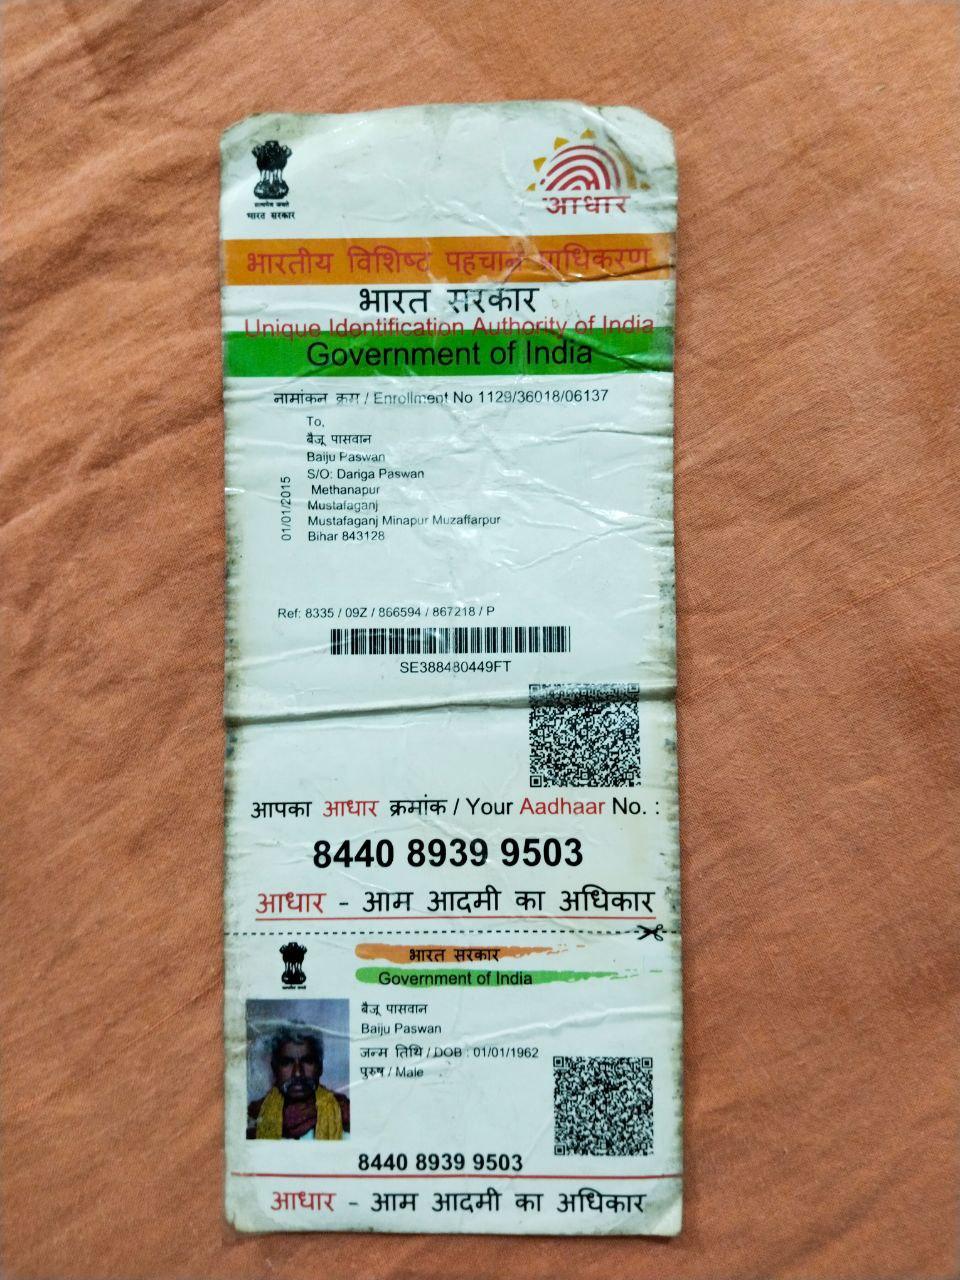 सत्यमेव जयते
भारत सरकार
आधार
भारतीय विशिष्ट पहचान प्राधिकरण
भारत सरकार
Unique Identification Authority of India
Government of India
नामांकन क्रम / Enrollment No 1129/36018/06137
To,
बैजू पासवान
Baiju Paswan
S/O: Dariga Paswan
Methanapur
Mustafaganj
Mustafaganj Minapur Muzaffarpur
Bihar 843128
01/01/2015
Ref: 8335 / 09Z / 866594 / 867218 / P
SE388480449FT
आपका आधार क्रमांक / Your Aadhaar No. :
8440 8939 9503
आधार - आम आदमी का अधिकार
भारत सरकार
Government of India
बैजू पासवान
Baiju Paswan
जन्म तिथि / DOB : 01/01/1962
पुरुष / Male
8440 8939 9503
आधार - आम आदमी का अधिकार